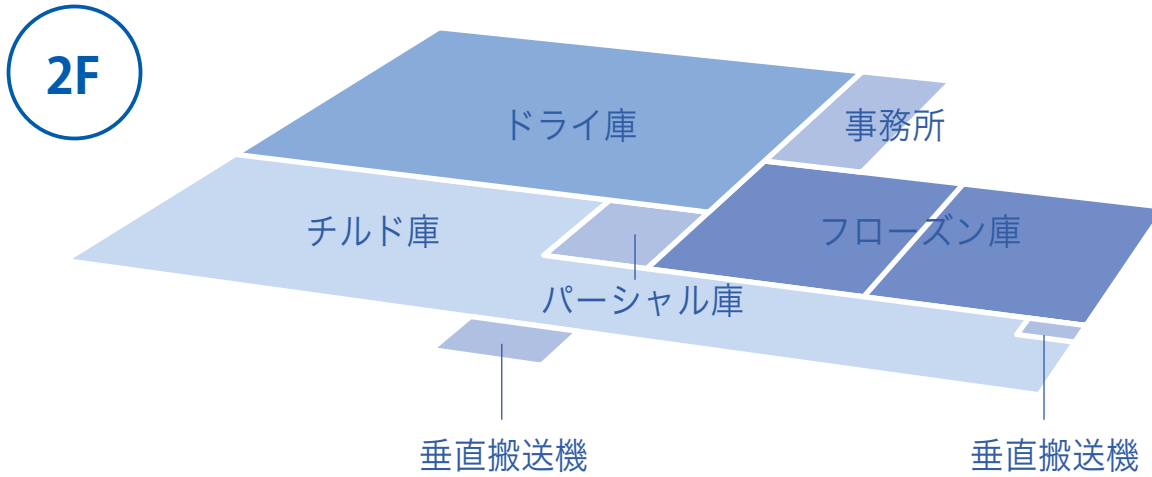 2F
ドライ庫
事務所
チルド庫
フローズン庫
パーシャル庫
垂直搬送機
垂直搬送機